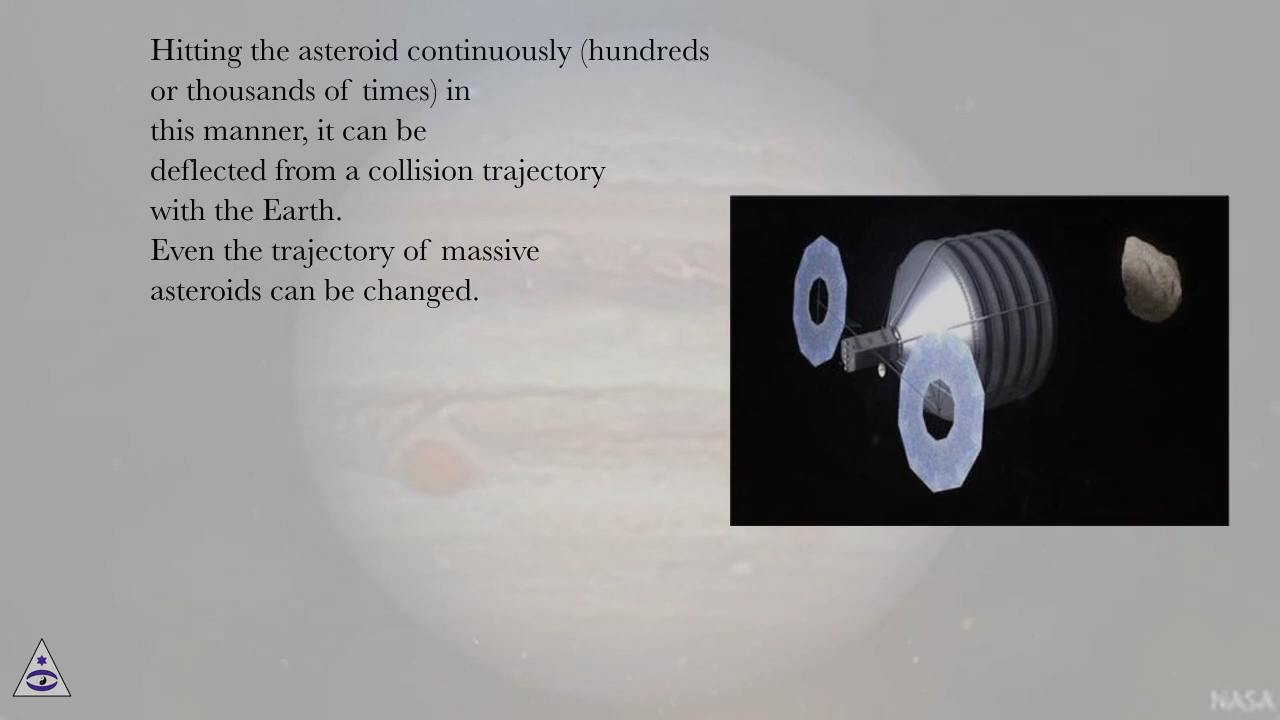 Hitting the asteroid continuously (hundreds
or thousands of times) in
this manner, it can be
deflected from a collision trajectory
with the Earth.
Even the trajectory of massive
asteroids can be changed.
NASA